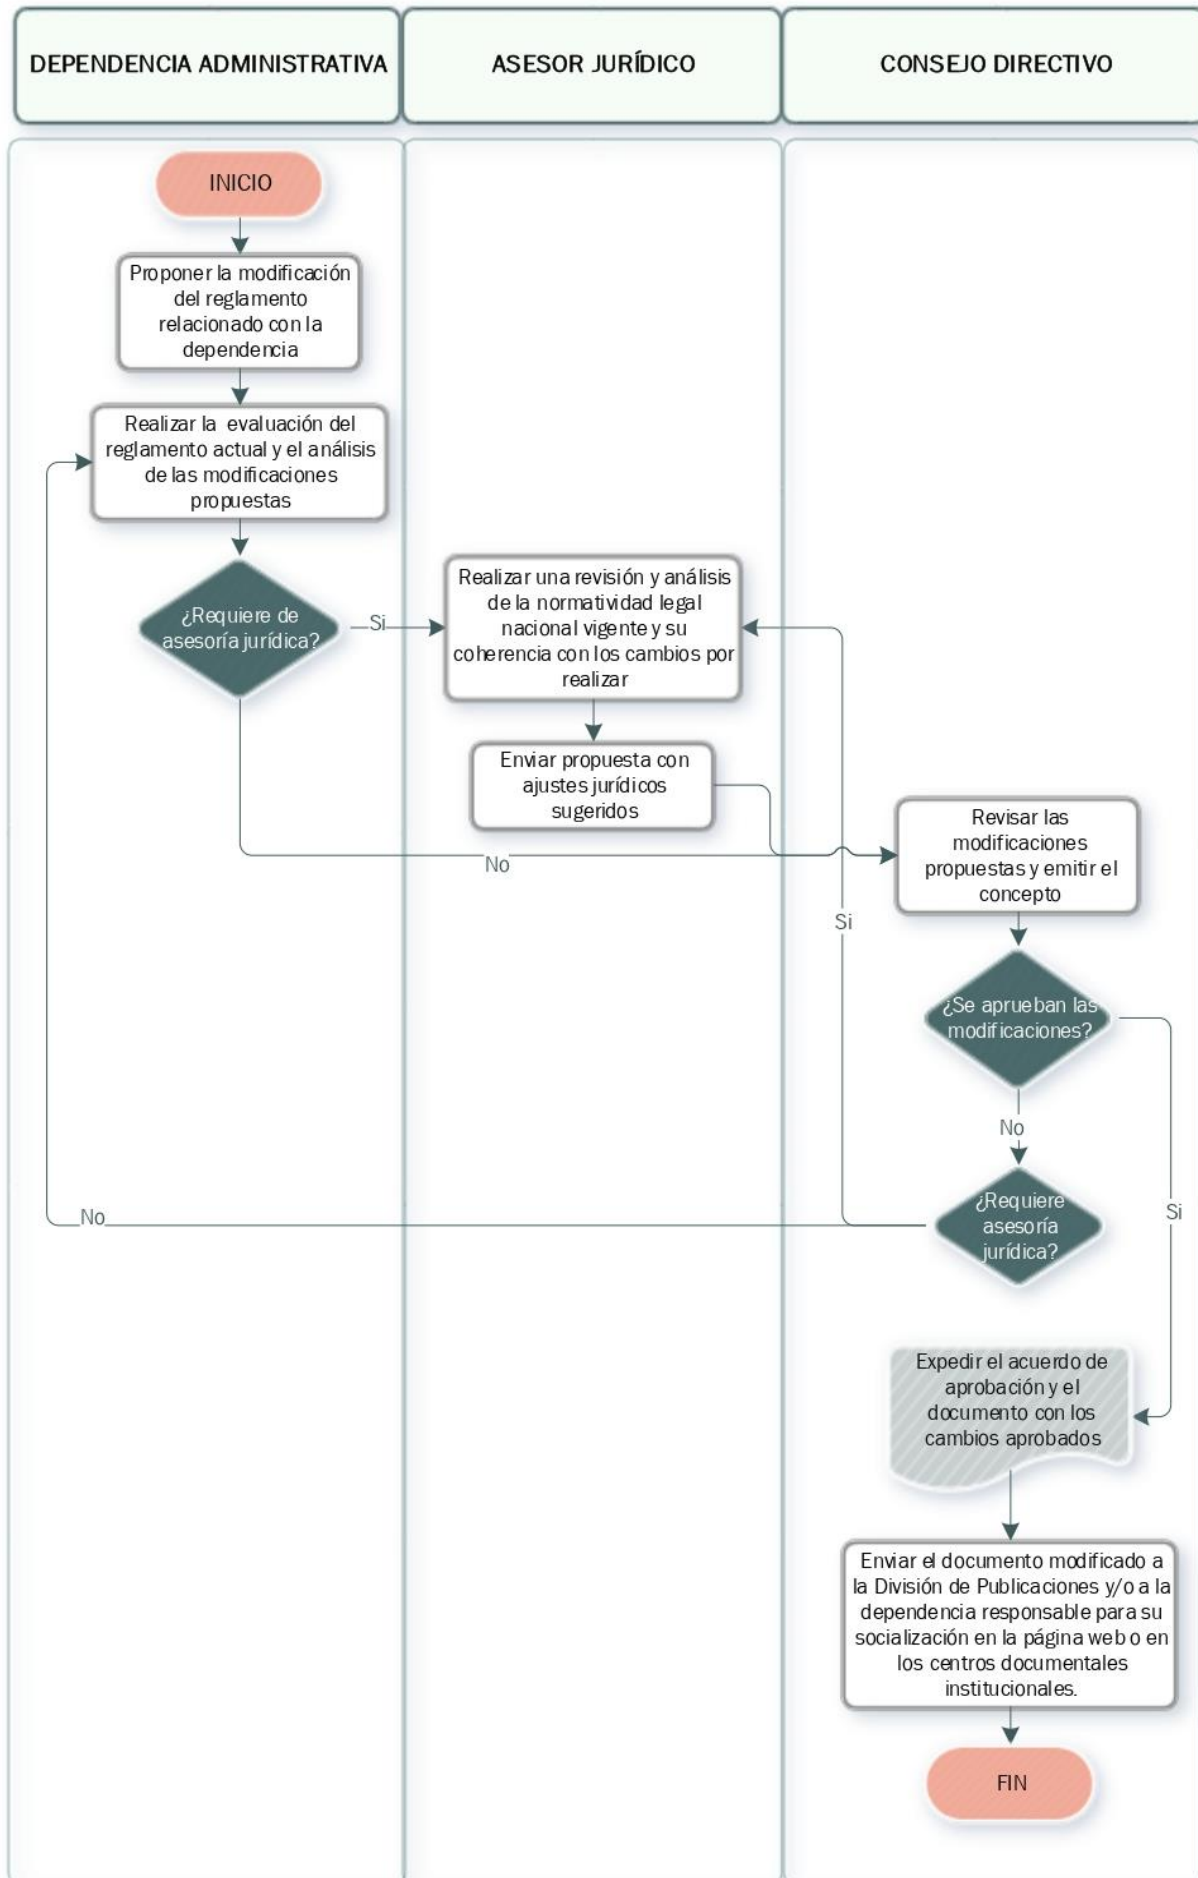 DEPENDENCIA ADMINISTRATIVA
ASESOR JURÍDICO
CONSEJO DIRECTIVO
INICIO
Proponer la modificación
del reglamento
relacionado con la
dependencia
Realizar la evaluación del
reglamento actual y el análisis
de las modificaciones
propuestas
¿Requiere de
asesoría jurídica?
Si
Realizar una revisión y análisis
de la normatividad legal
nacional vigente y su
coherencia con los cambios por
realizar
Enviar propuesta con
ajustes jurídicos
sugeridos
No
Revisar las
modificaciones
propuestas y emitir el
concepto
Si
¿Se aprueban las
modificaciones?
No
¿Requiere
asesoría
jurídica?
No
Si
Expedir el acuerdo de
aprobación y el
documento con los
cambios aprobados
Enviar el documento modificado a
la División de Publicaciones y/o a la
dependencia responsable para su
socialización en la página web o en
los centros documentales
institucionales.
FIN